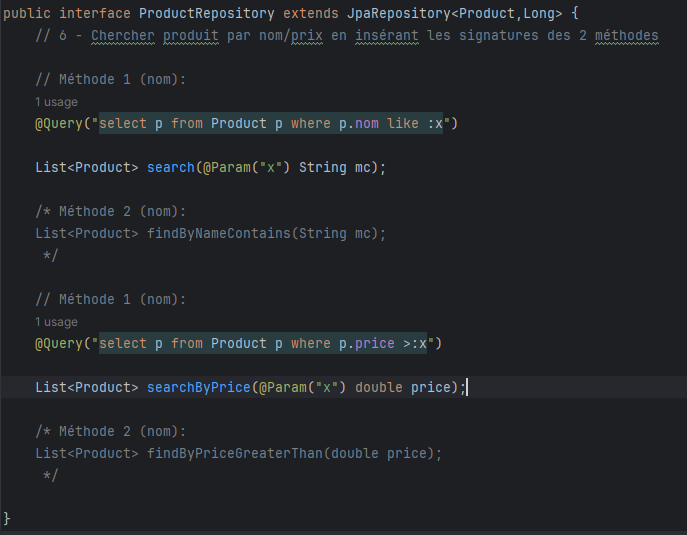 public interface ProductRepository extends JpaRepository<Product,Long> {
// 6 - Chercher produit par nom/prix en insérant les signatures des 2 méthodes
// Méthode 1 (nom):
1 usage
@Query("select p from Product p where p.nom like :x")
List<Product> search(@Param("x") String mc);
/* Méthode 2 (nom):
List<Product> findByNameContains(String mc);
*/
// Méthode 1 (nom):
1 usage
@Query("select p from Product p where p.price >:x")
List<Product> searchByPrice(@Param("x") double price);
/* Méthode 2 (nom):
List<Product> findByPriceGreaterThan(double price);
*/
}